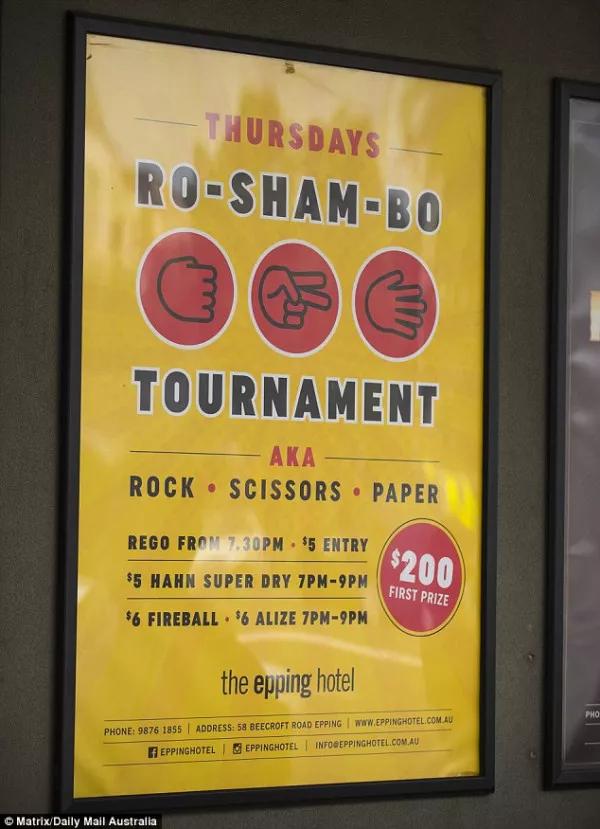 THURSDAYS
RO-SHAM-BO
TOURNAMENT
AKA
ROCK • SCISSORS • PAPER
REGO FROM 7.30PM • $5 ENTRY
$5 HAHN SUPER DRY 7PM-9PM
$6 FIREBALL • $6 ALIZE 7PM-9PM
$200
FIRST PRIZE
the epping hotel
PHONE: 9876 1855 | ADDRESS: 58 BEECROFT ROAD EPPING | WWW.EPPINGHOTEL.COM.AU
EPPINGHOTEL | EPPINGHOTEL | INFO@EPPINGHOTEL.COM.AU
PHO
© Matrix/Daily Mail Australia